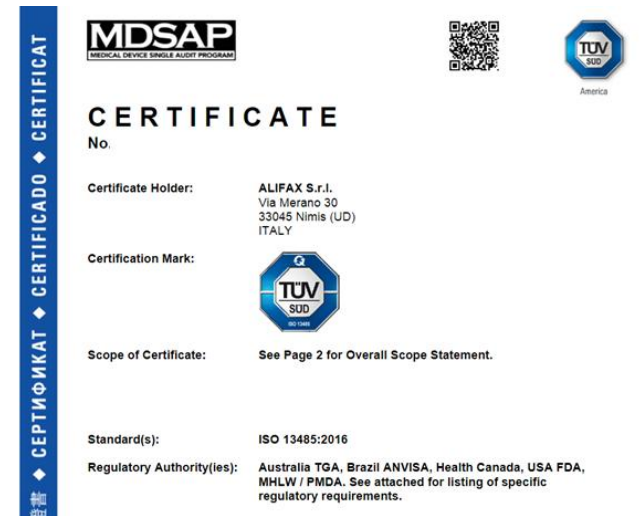 MDSAP
MEDICAL DEVICE SINGLE AUDIT PROGRAM
TÜV
SÜD
America
CERTIFICATE
No.
Certificate Holder:
ALIFAX S.r.l.
Via Merano 30
33045 Nimis (UD)
ITALY
Certification Mark:
Q
TÜV
SÜD
ISO 13485
Scope of Certificate:
See Page 2 for Overall Scope Statement.
Standard(s):
ISO 13485:2016
Regulatory Authority(ies):
Australia TGA, Brazil ANVISA, Health Canada, USA FDA,
MHLW / PMDA. See attached for listing of specific
regulatory requirements.
證書 ◆ СЕРТИФИКАТ ◆ CERTIFICADO ◆ CERTIFICAT